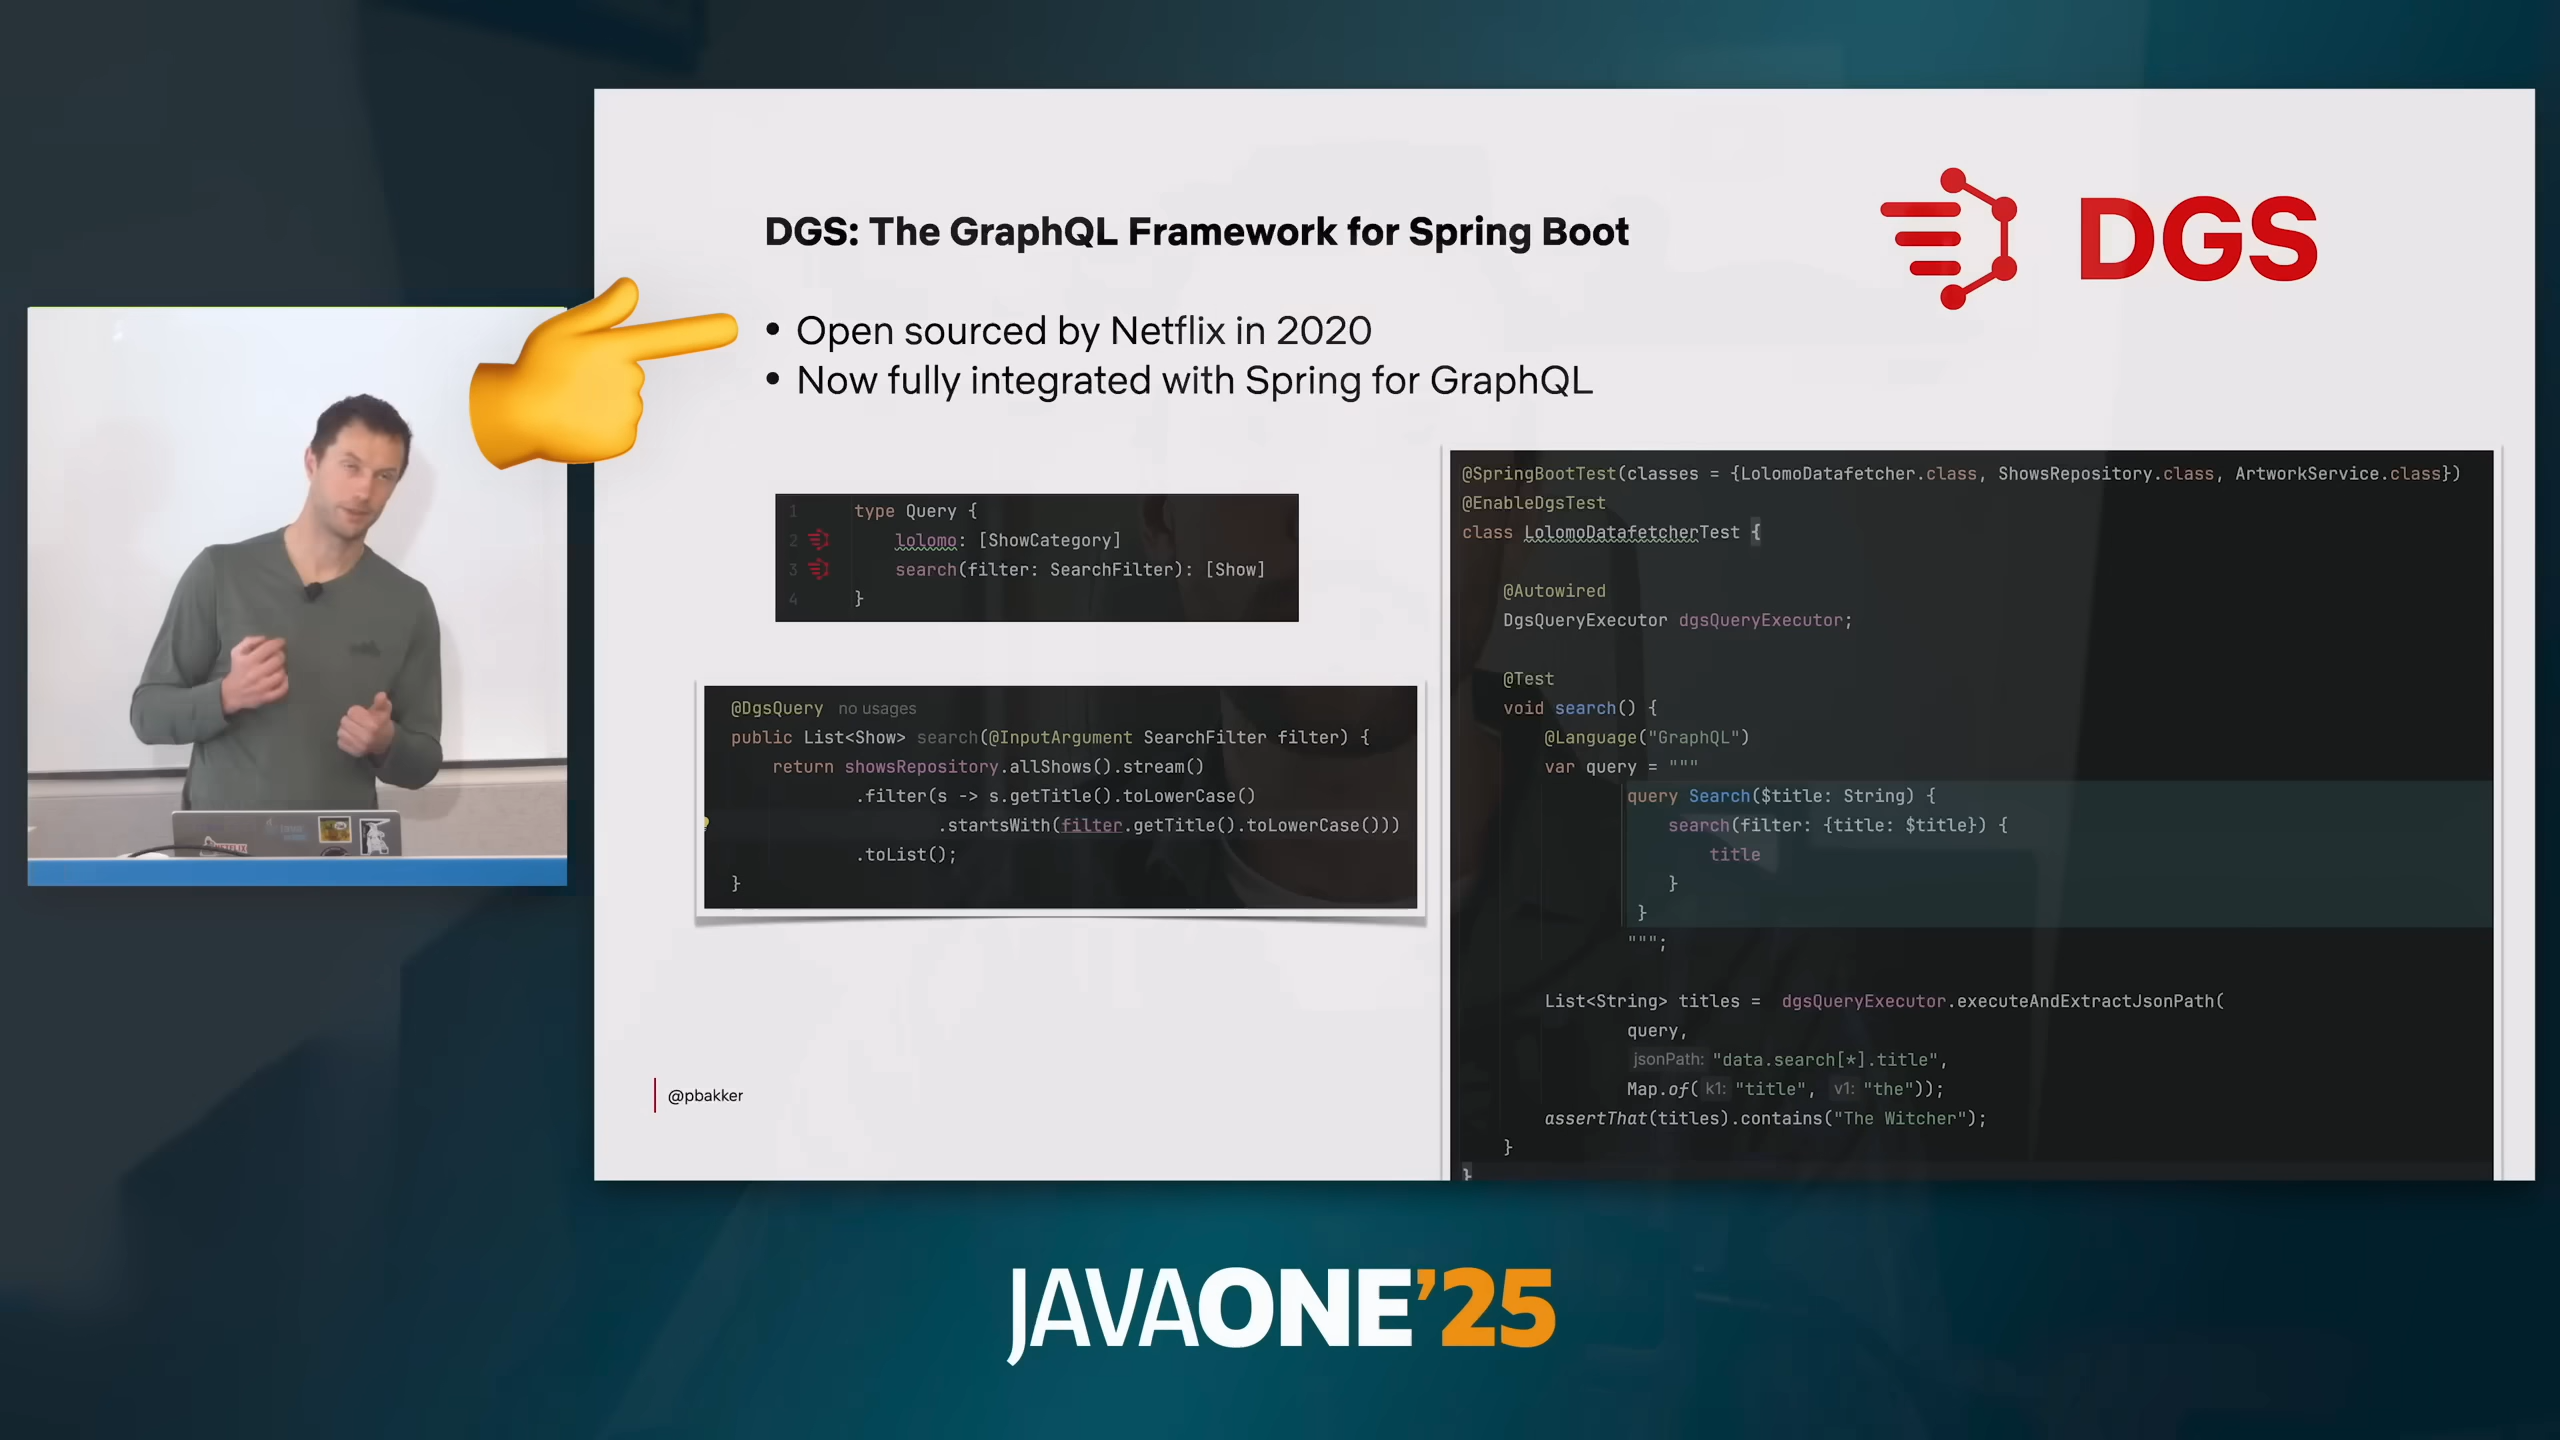 DGS: The GraphQL Framework for Spring Boot
DGS
• Open sourced by Netflix in 2020
• Now fully integrated with Spring for GraphQL
1 type Query {
2 lolomo: [ShowCategory]
3 search(filter: SearchFilter): [Show]
4 }
@DgsQuery no usages
public List<Show> search(@InputArgument SearchFilter filter) {
return showsRepository.allShows().stream()
.filter(s -> s.getTitle().toLowerCase()
.startsWith(filter.getTitle().toLowerCase()))
.toList();
}
@SpringBootTest(classes = {LolomoDatafetcher.class, ShowsRepository.class, ArtworkService.class})
@EnableDgsTest
class LolomoDatafetcherTest {
@Autowired
DgsQueryExecutor dgsQueryExecutor;
@Test
void search() {
@Language("GraphQL")
var query = """
query Search($title: String) {
search(filter: {title: $title}) {
title
}
}
""";
List<String> titles = dgsQueryExecutor.executeAndExtractJsonPath(
query,
jsonPath: "data.search[*].title",
Map.of( k1: "title", v1: "the"));
assertThat(titles).contains("The Witcher");
}
}
@pbakker
NETFLIX
JAVAONE'25